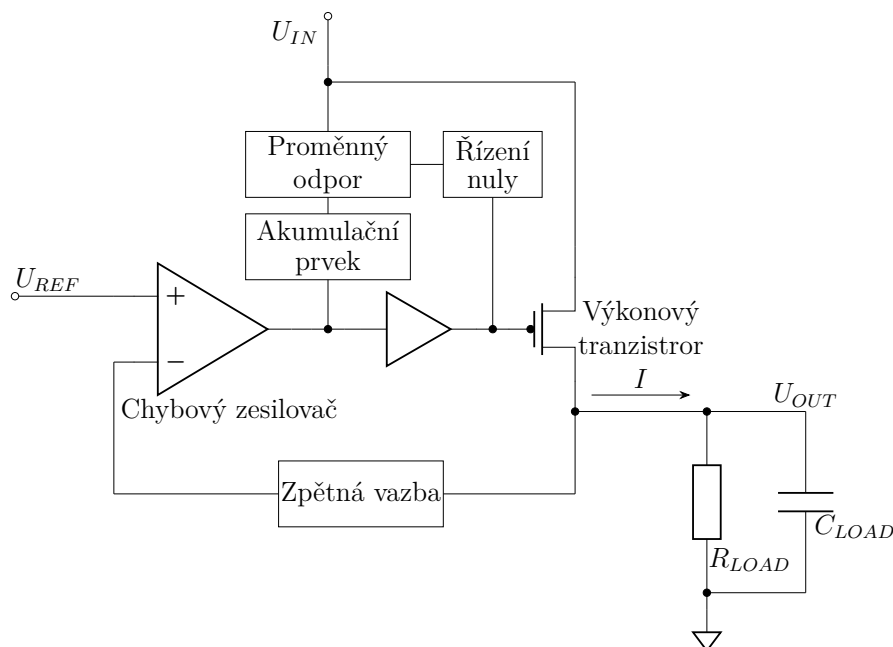 U_IN
Proměnný
odpor
Řízení
nuly
Akumulační
prvek
U_REF
+
−
Chybový zesilovač
Výkonový
tranzistror
I
U_OUT
Zpětná vazba
R_LOAD
C_LOAD